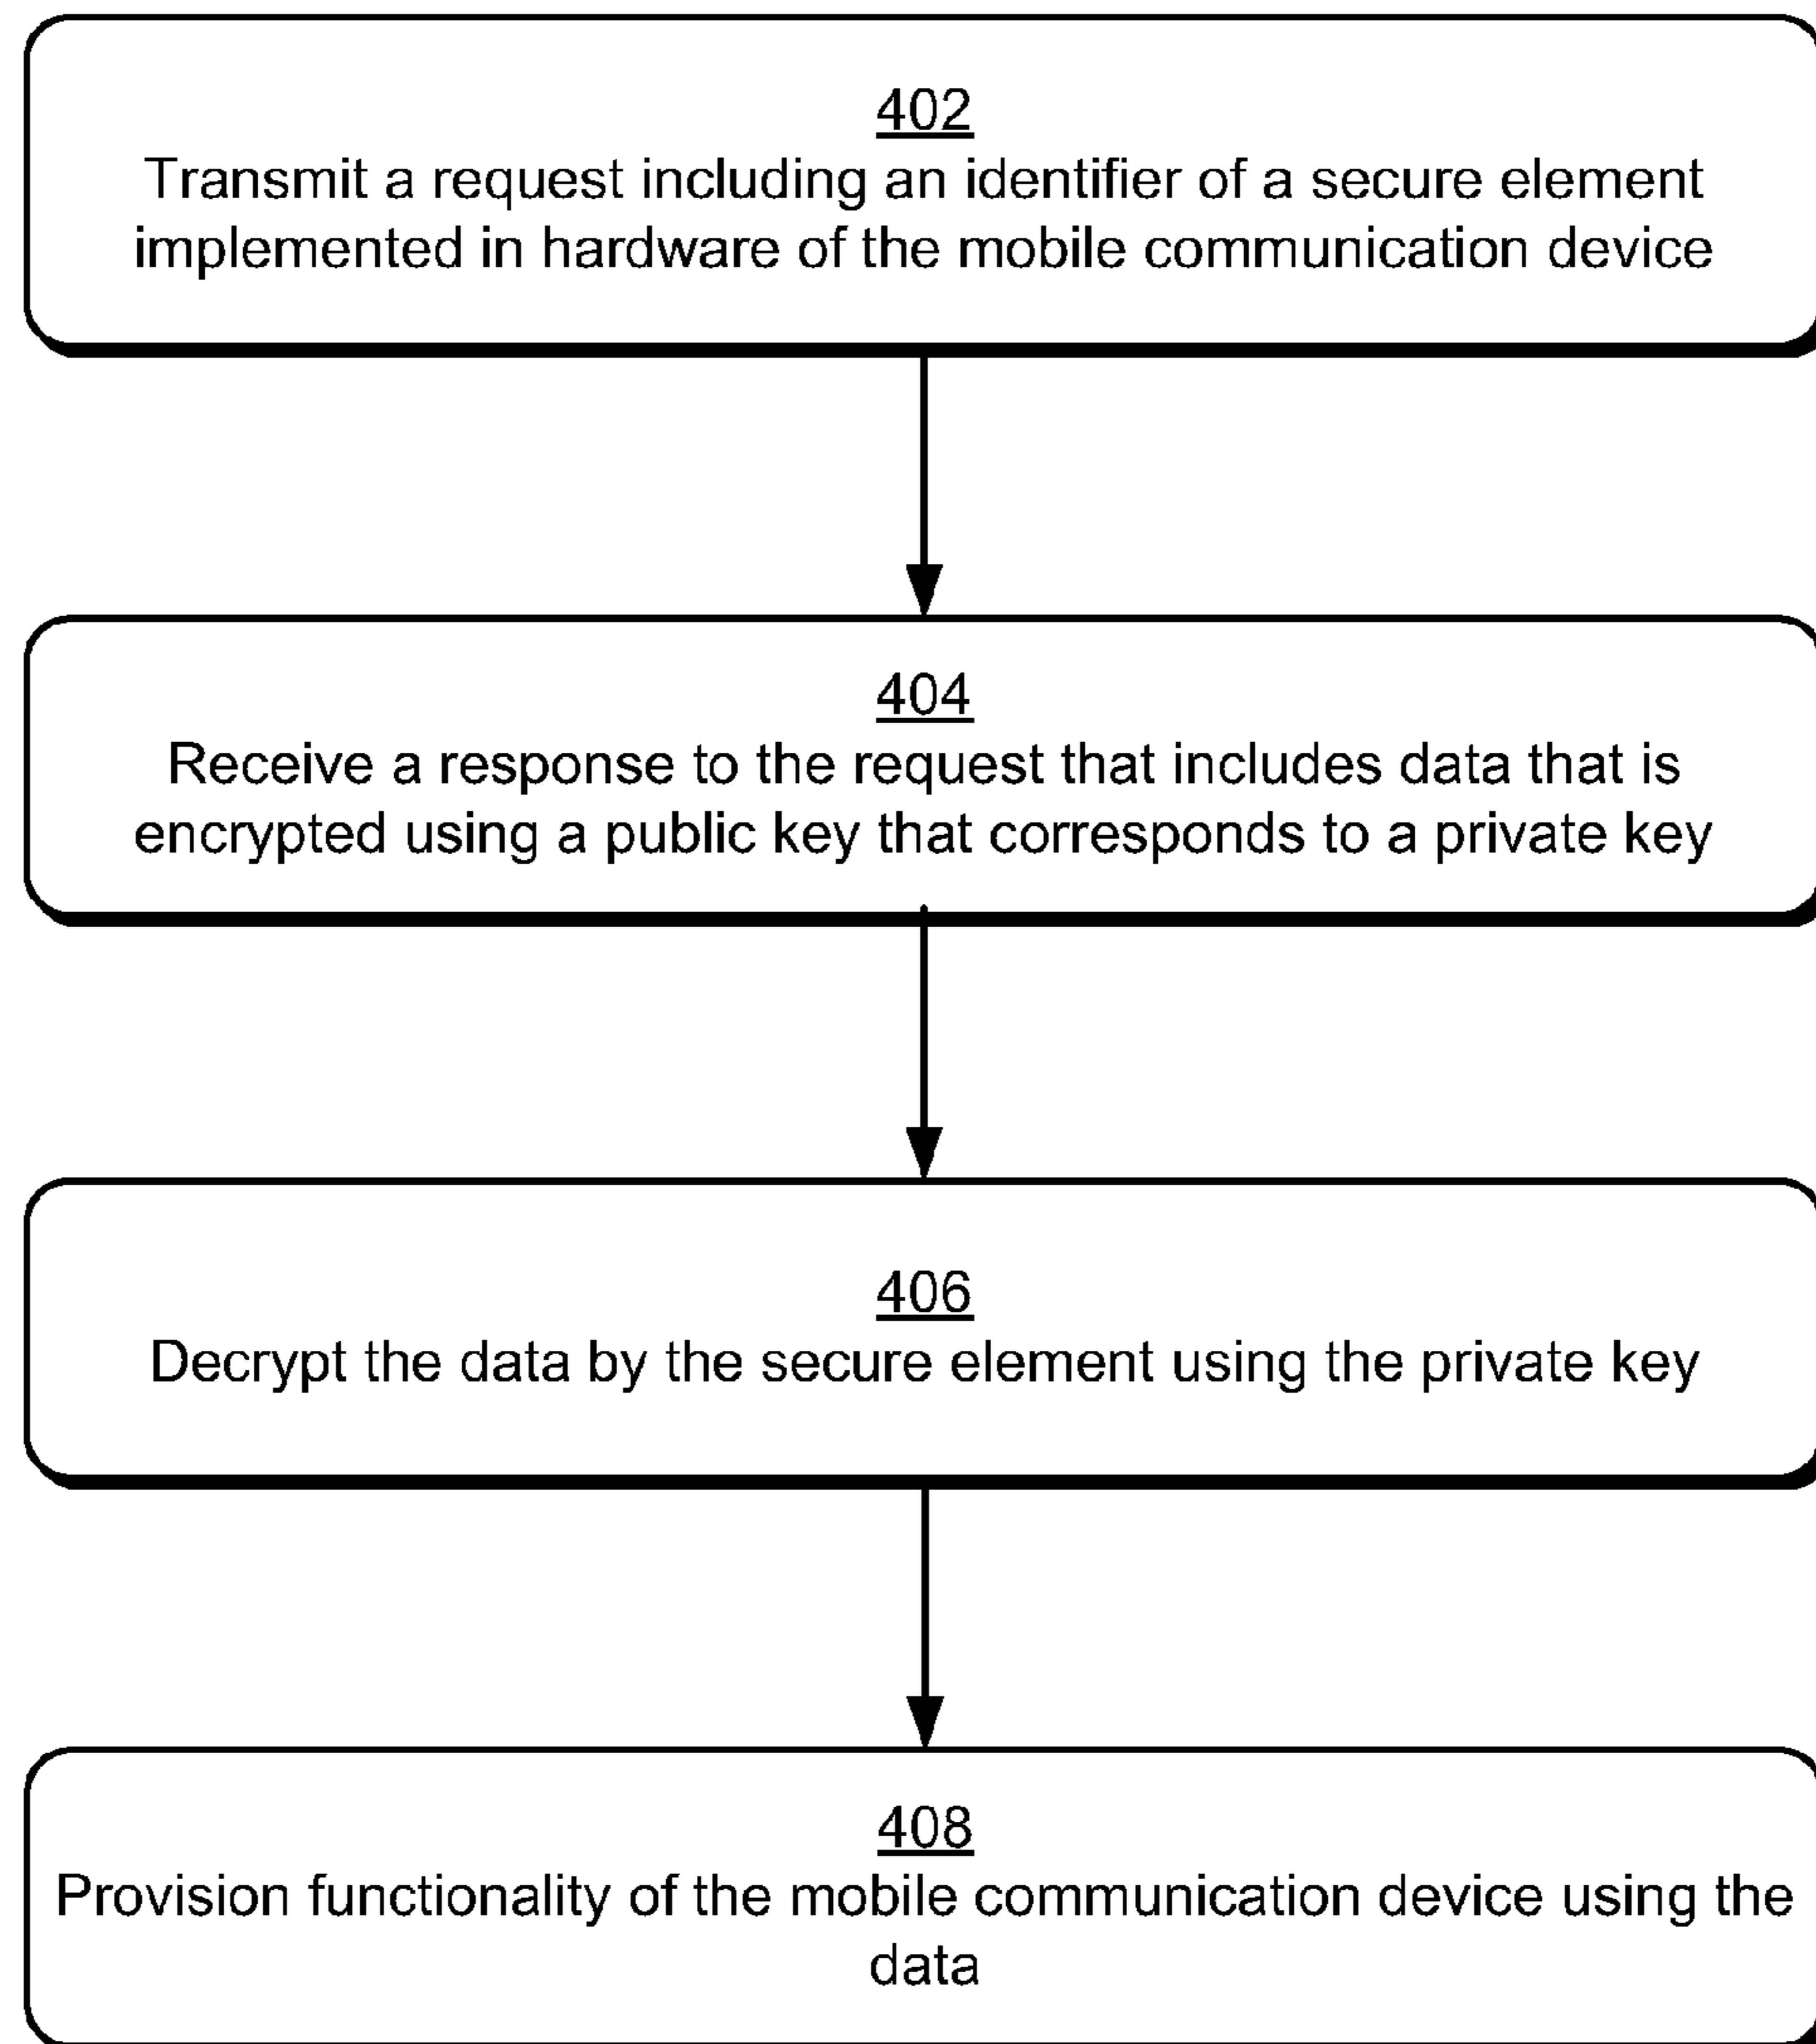 402
Transmit a request including an identifier of a secure element
implemented in hardware of the mobile communication device
404
Receive a response to the request that includes data that is
encrypted using a public key that corresponds to a private key
406
Decrypt the data by the secure element using the private key
408
Provision functionality of the mobile communication device using the
data